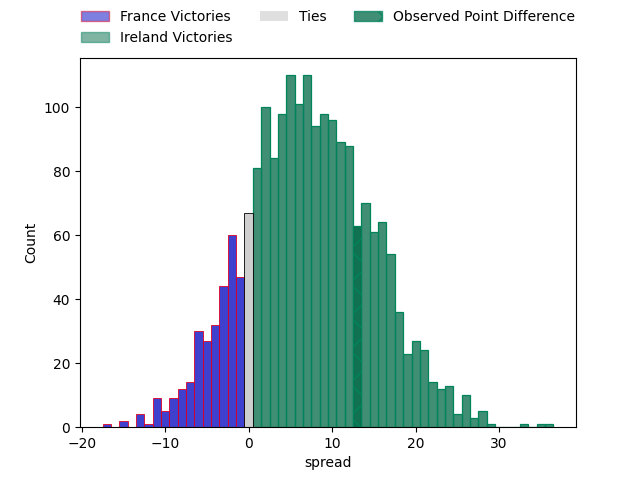 France Victories
Ties
Observed Point Difference
Ireland Victories
Count
100
80
60
40
20
0
−20
−10
0
10
20
30
spread